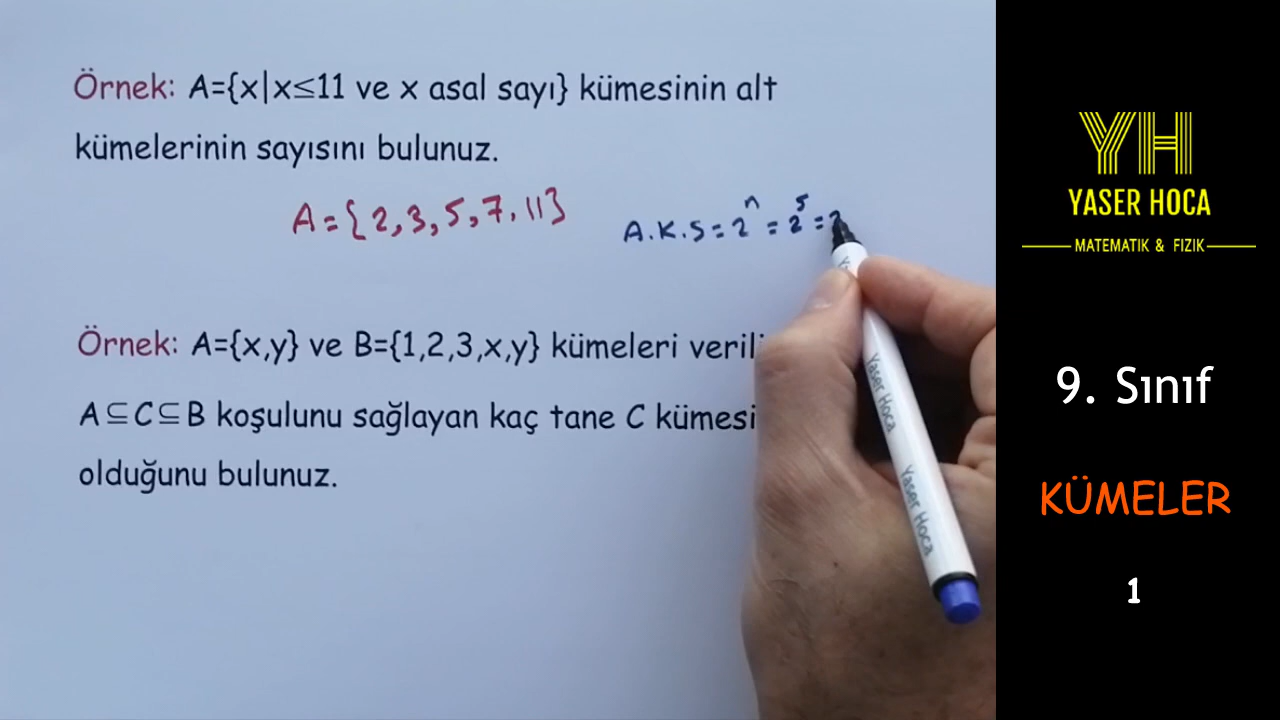 Örnek: A={x|x≤11 ve x asal sayı} kümesinin alt
kümelerinin sayısını bulunuz.
A={2,3,5,7,11}
A.K.S=2ⁿ=2⁵=
Örnek: A={x,y} ve B={1,2,3,x,y} kümeleri
A⊆C⊆B koşulunu sağlayan kaç tane C kümesi
olduğunu bulunuz.
Yaser Hoca
Yaser Hoca
YH
YASER HOCA
MATEMATIK & FIZIK
9. Sınıf
KÜMELER
1